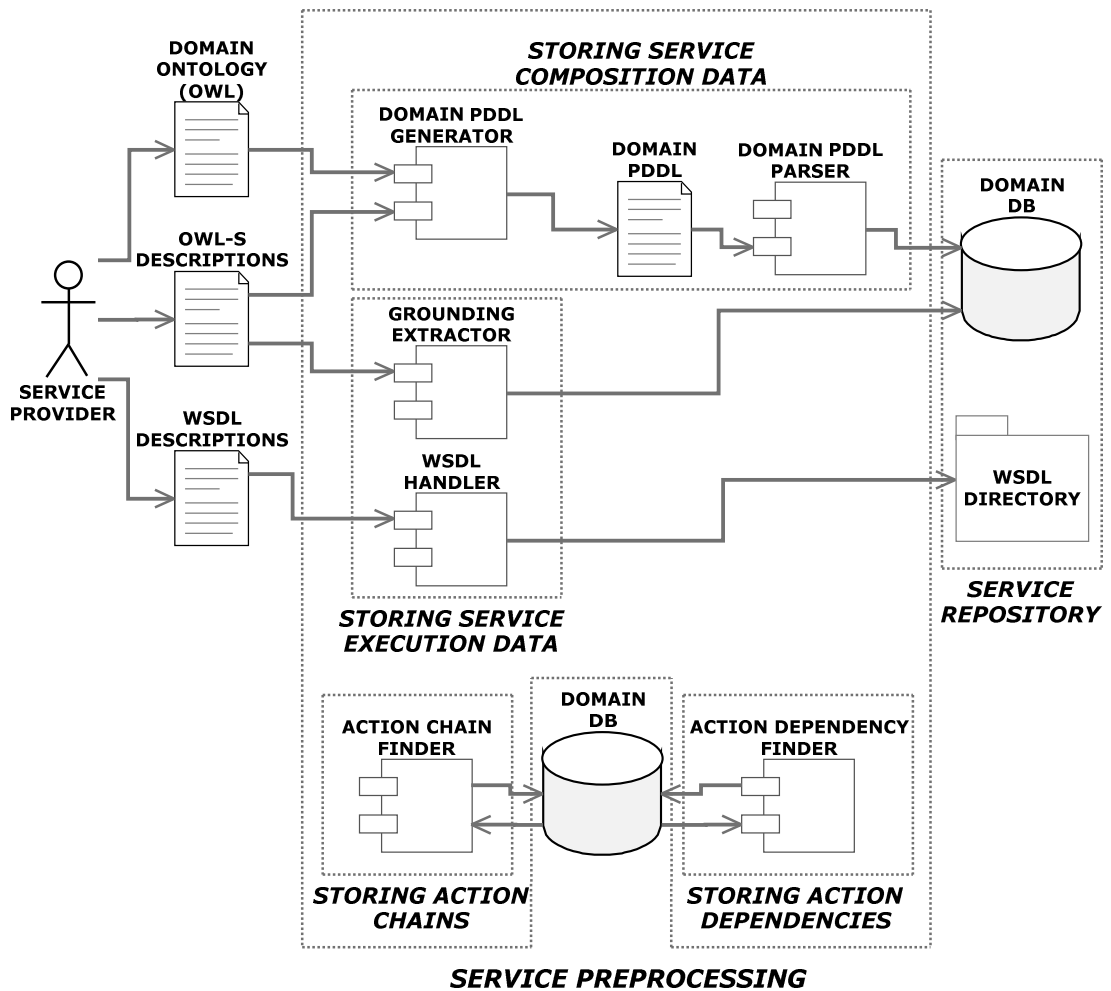 DOMAIN
ONTOLOGY
(OWL)
STORING SERVICE
COMPOSITION DATA
DOMAIN PDDL
GENERATOR
DOMAIN
PDDL
DOMAIN PDDL
PARSER
DOMAIN
DB
OWL-S
DESCRIPTIONS
GROUNDING
EXTRACTOR
SERVICE
PROVIDER
WSDL
DESCRIPTIONS
WSDL
HANDLER
WSDL
DIRECTORY
STORING SERVICE
EXECUTION DATA
SERVICE
REPOSITORY
ACTION CHAIN
FINDER
DOMAIN
DB
ACTION DEPENDENCY
FINDER
STORING ACTION
CHAINS
STORING ACTION
DEPENDENCIES
SERVICE PREPROCESSING